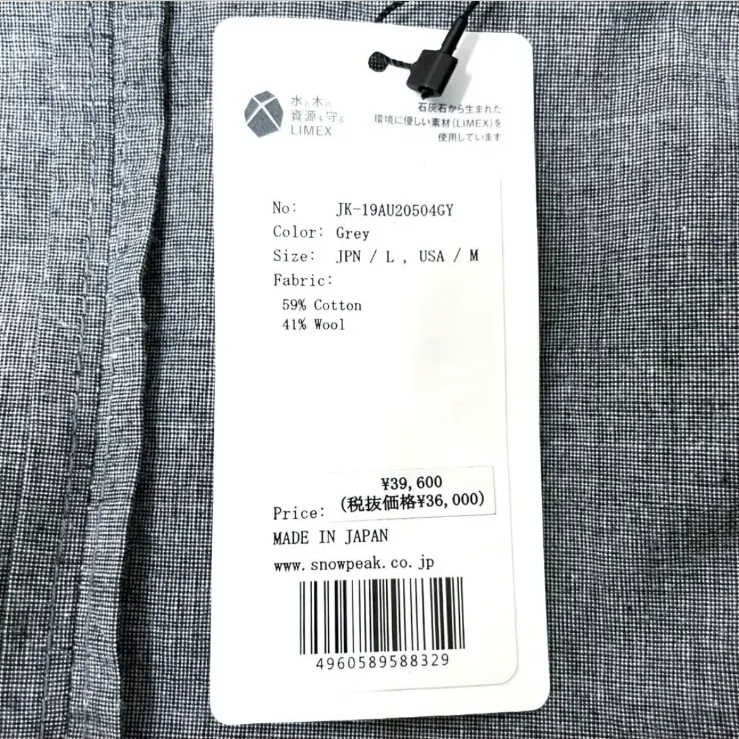 水と木の
資源を守る
LIMEX
石灰石から生まれた
環境に優しい素材(LIMEX)を
使用しています
No: JK-19AU20504GY
Color: Grey
Size: JPN / L , USA / M
Fabric:
59% Cotton
41% Wool
¥39,600
Price: (税抜価格¥36,000)
MADE IN JAPAN
www.snowpeak.co.jp
4960589588329